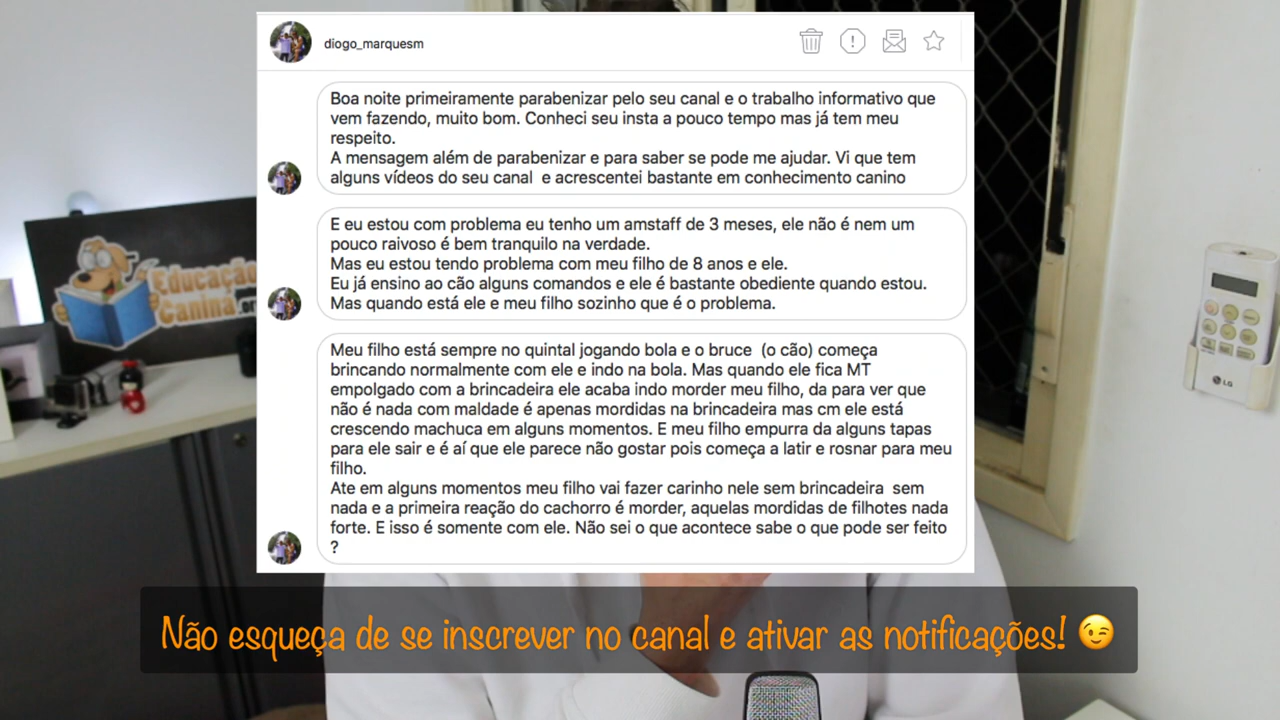 diogo_marquesm
Boa noite primeiramente parabenizar pelo seu canal e o trabalho informativo que
vem fazendo, muito bom. Conheci seu insta a pouco tempo mas já tem meu
respeito.
A mensagem além de parabenizar e para saber se pode me ajudar. Vi que tem
alguns vídeos do seu canal e acrescentei bastante em conhecimento canino
E eu estou com problema eu tenho um amstaff de 3 meses, ele não é nem um
pouco raivoso é bem tranquilo na verdade.
Mas eu estou tendo problema com meu filho de 8 anos e ele.
Eu já ensino ao cão alguns comandos e ele é bastante obediente quando estou.
Mas quando está ele e meu filho sozinho que é o problema.
Meu filho está sempre no quintal jogando bola e o bruce (o cão) começa
brincando normalmente com ele e indo na bola. Mas quando ele fica MT
empolgado com a brincadeira ele acaba indo morder meu filho, da para ver que
não é nada com maldade é apenas mordidas na brincadeira mas cm ele está
crescendo machuca em alguns momentos. E meu filho empurra da alguns tapas
para ele sair e é aí que ele parece não gostar pois começa a latir e rosnar para meu
filho.
Ate em alguns momentos meu filho vai fazer carinho nele sem brincadeira sem
nada e a primeira reação do cachorro é morder, aquelas mordidas de filhotes nada
forte. E isso é somente com ele. Não sei o que acontece sabe o que pode ser feito
?
Educação
Canina.org
LG
Não esqueça de se inscrever no canal e ativar as notificações! 😉